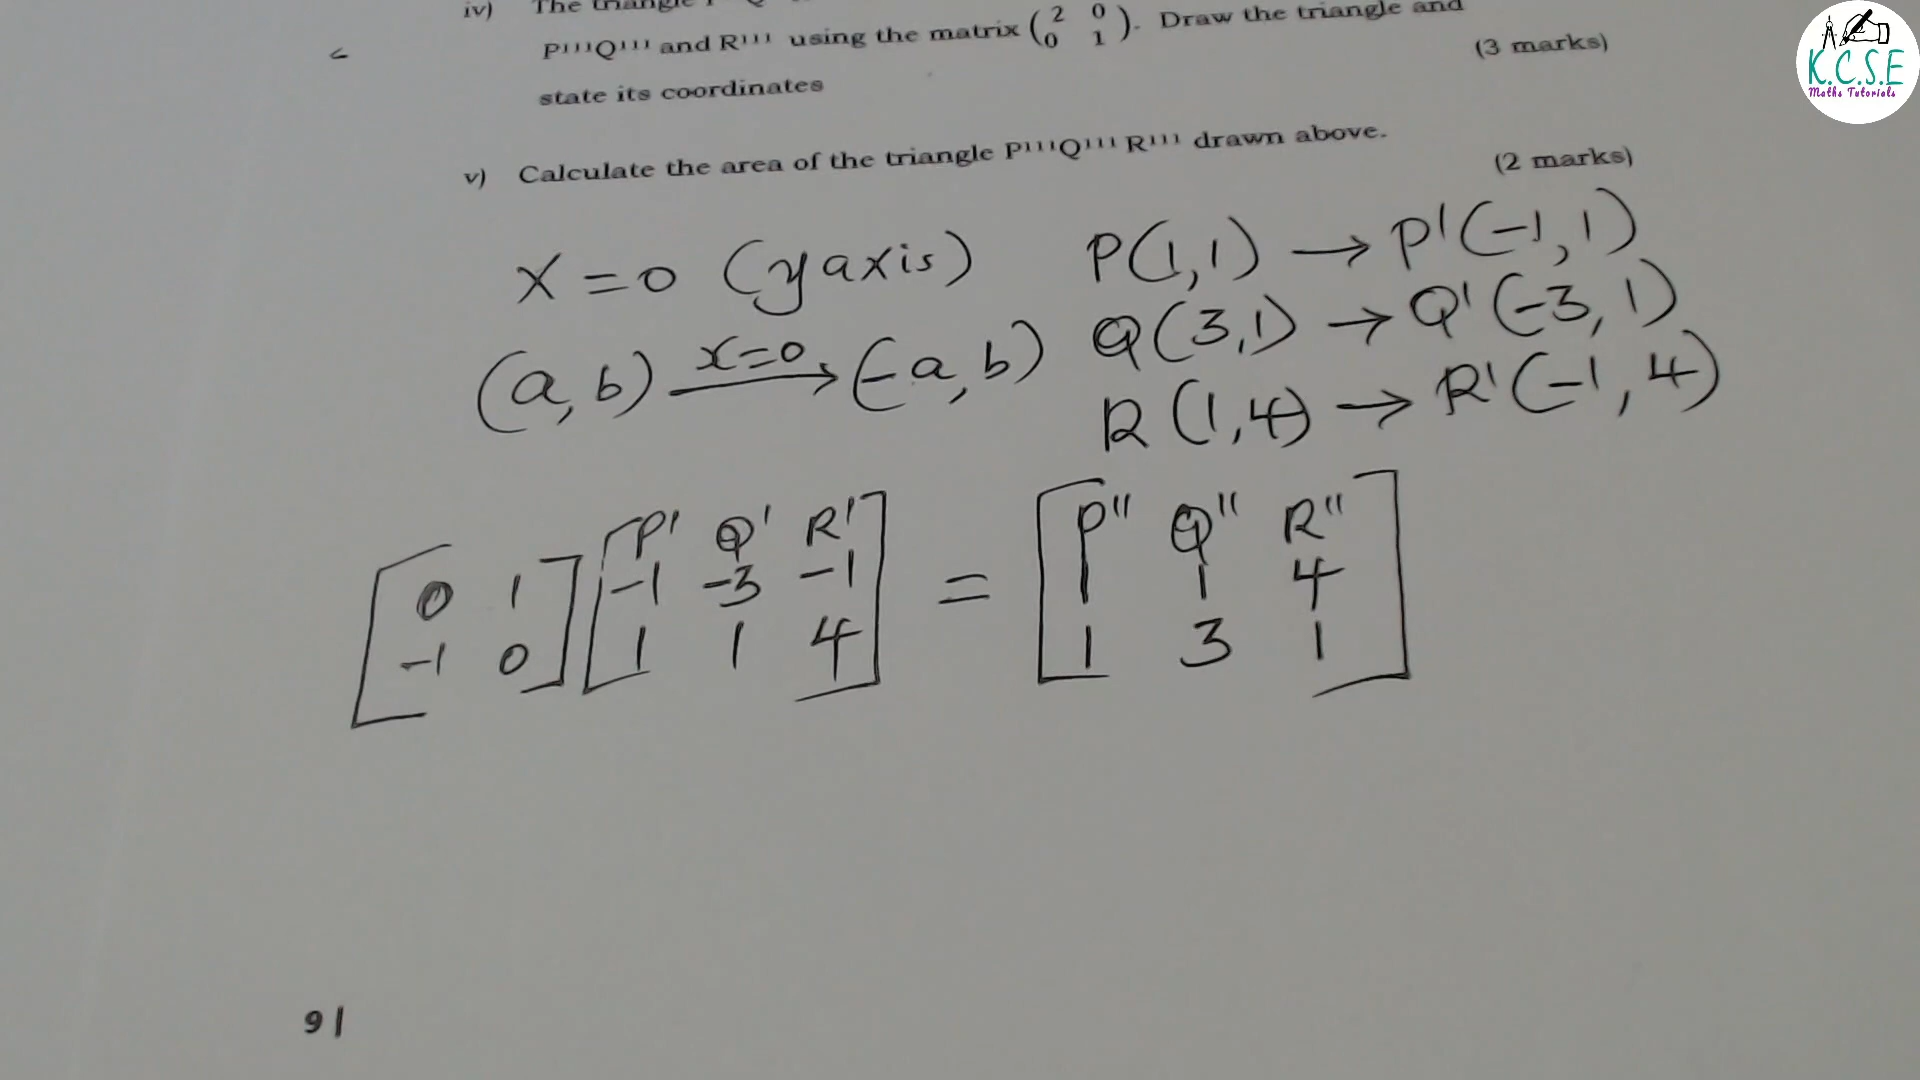 iv) The triangle P
P'''Q''' and R''' using the matrix (2 0
0 1). Draw the triangle and
(3 marks)
state its coordinates
v) Calculate the area of the triangle P'''Q'''R''' drawn above.
(2 marks)
X = 0 (y axis) P(1,1) → P'(-1,1)
(a,b) x=0→ (-a,b) Q(3,1) → Q'(-3,1)
R(1,4) → R'(-1,4)
P' Q' R' P'' Q'' R''
0 1 -1 -3 -1 = 1 1 4
-1 0 1 1 4 1 3 1
91
K.C.S.E
Maths Tutorials